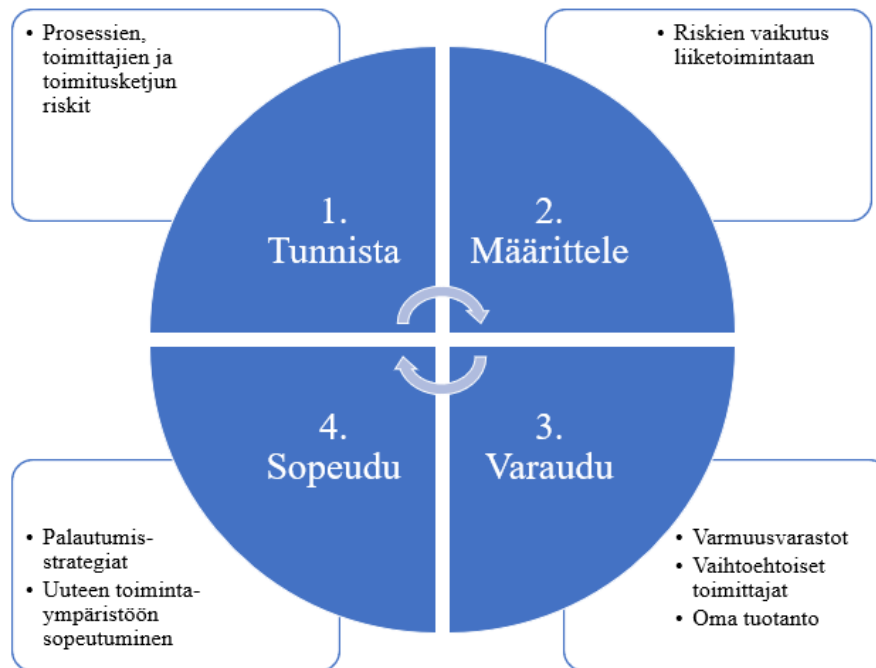 • Prosessien,
toimittajien ja
toimitusketjun
riskit
• Riskien vaikutus
liiketoimintaan
1.
Tunnista
2.
Määrittele
4.
Sopeudu
3.
Varaudu
• Palautumis-
strategiat
• Uuteen toiminta-
ympäristöön
sopeutuminen
• Varmuusvarastot
• Vaihtoehtoiset
toimittajat
• Oma tuotanto